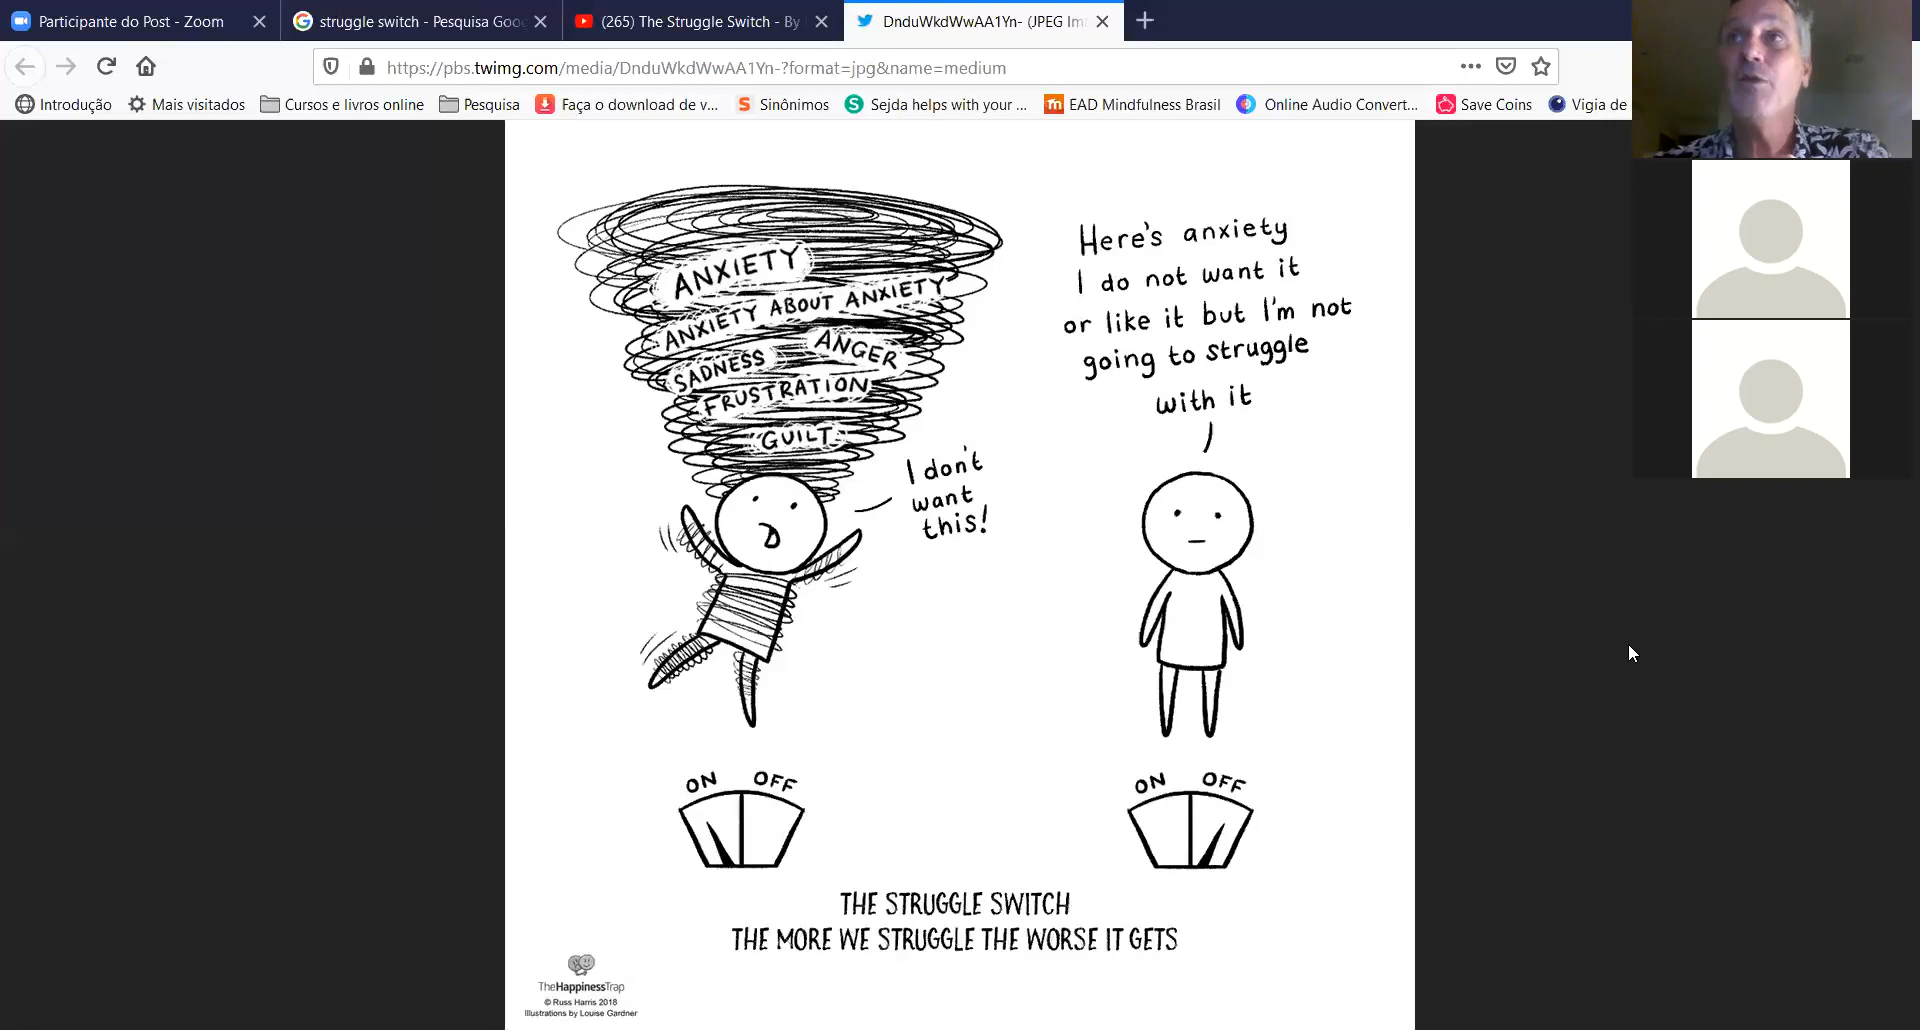 Participante do Post - Zoom
struggle switch - Pesquisa Goo
(265) The Struggle Switch - By
DnduWkdWwAA1Yn- (JPEG Im
https://pbs.twimg.com/media/DnduWkdWwAA1Yn-?format=jpg&name=medium
Introdução
Mais visitados
Cursos e livros online
Pesquisa
Faça o download de v...
Sinônimos
Sejda helps with your ...
EAD Mindfulness Brasil
Online Audio Convert...
Save Coins
Vigia de
ANXIETY
ANXIETY ABOUT ANXIETY
SADNESS
ANGER
FRUSTRATION
GUILT
I don't
want
this!
Here's anxiety
I do not want it
or like it but I'm not
going to struggle
with it
ON OFF
ON OFF
THE STRUGGLE SWITCH
THE MORE WE STRUGGLE THE WORSE IT GETS
TheHappinessTrap
© Russ Harris 2018
Illustrations by Louise Gardner